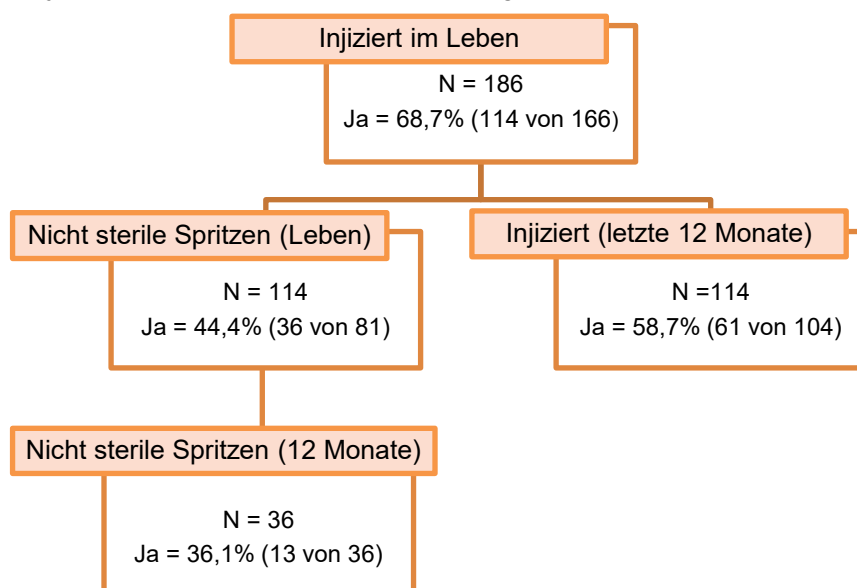 Injiziert im Leben
N = 186
Ja = 68,7% (114 von 166)
Nicht sterile Spritzen (Leben)
N = 114
Ja = 44,4% (36 von 81)
Injiziert (letzte 12 Monate)
N =114
Ja = 58,7% (61 von 104)
Nicht sterile Spritzen (12 Monate)
N = 36
Ja = 36,1% (13 von 36)